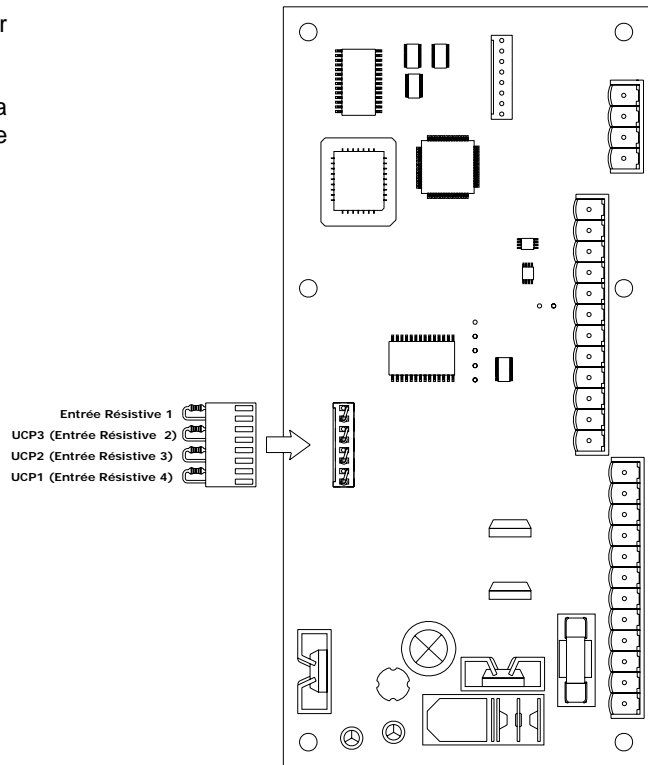 r
a
e
Entrée Résistive 1
UCP3 (Entrée Résistive 2)
UCP2 (Entrée Résistive 3)
UCP1 (Entrée Résistive 4)